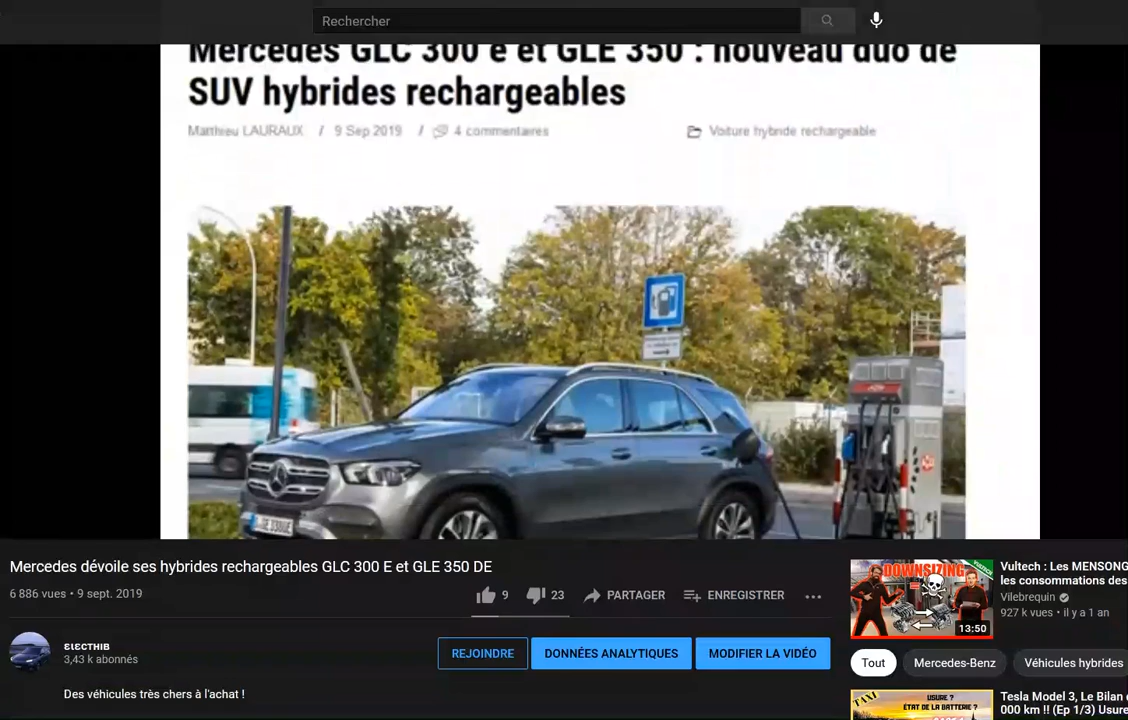 Rechercher
Mercedes GLC 300 e et GLE 350 : nouveau duo de
SUV hybrides rechargeables
Matthieu LAURAUX / 9 Sep 2019 / 4 commentaires
Voiture hybride rechargeable
Mercedes dévoile ses hybrides rechargeables GLC 300 E et GLE 350 DE
6 886 vues • 9 sept. 2019
9
23
PARTAGER
ENREGISTRER
ɛƖɛCTHIB
3,43 k abonnés
REJOINDRE
DONNÉES ANALYTIQUES
MODIFIER LA VIDÉO
Des véhicules très chers à l'achat !
DOWNSIZING
VULTECH
13:50
Vultech : Les MENSONG
les consommations des
Vilebrequin
927 k vues • il y a 1 an
Tout
Mercedes-Benz
Véhicules hybrides
TAXI
USURE ?
ÉTAT DE LA BATTERIE ?
Tesla Model 3, Le Bilan d
000 km !! (Ep 1/3) Usure